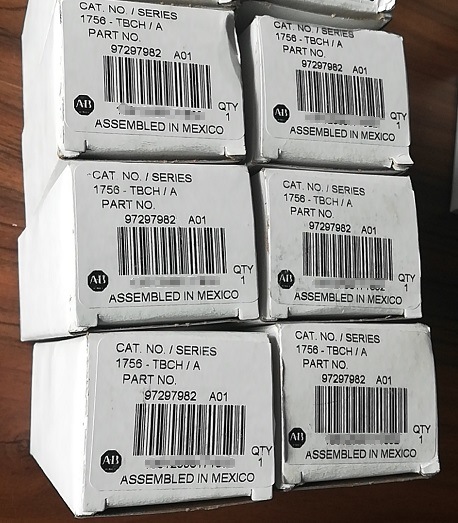 CAT. NO. / SERIES
1756 - TBCH / A
PART NO.
97297982 A01
AB
QTY
1
ASSEMBLED IN MEXICO
CAT. NO. / SERIES
1756 - TBCH / A
PART NO.
97297982 A01
AB
QTY
1
ASSEMBLED IN MEXICO
CAT. NO. / SERIES
1756 - TBCH / A
PART NO.
97297982 A01
AB
QTY
1
ASSEMBLED IN MEXICO
CAT. NO. / SERIES
1756 - TBCH / A
PART NO.
97297982 A01
AB
QTY
1
ASSEMBLED IN MEXICO
CAT. NO. / SERIES
1756 - TBCH / A
PART NO.
97297982 A01
AB
QTY
1
ASSEMBLED IN MEXICO
CAT. NO. / SERIES
1756 - TBCH / A
PART NO.
97297982 A01
AB
QTY
1
ASSEMBLED IN MEXICO